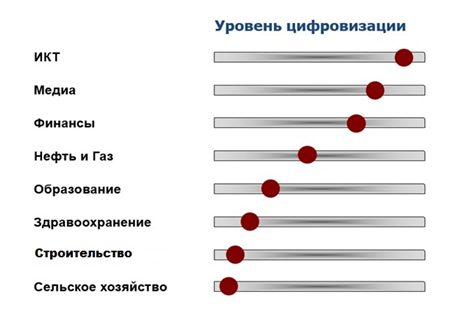 Уровень цифровизации
ИКТ
Медиа
Финансы
Нефть и Газ
Образование
Здравоохранение
Строительство
Сельское хозяйство